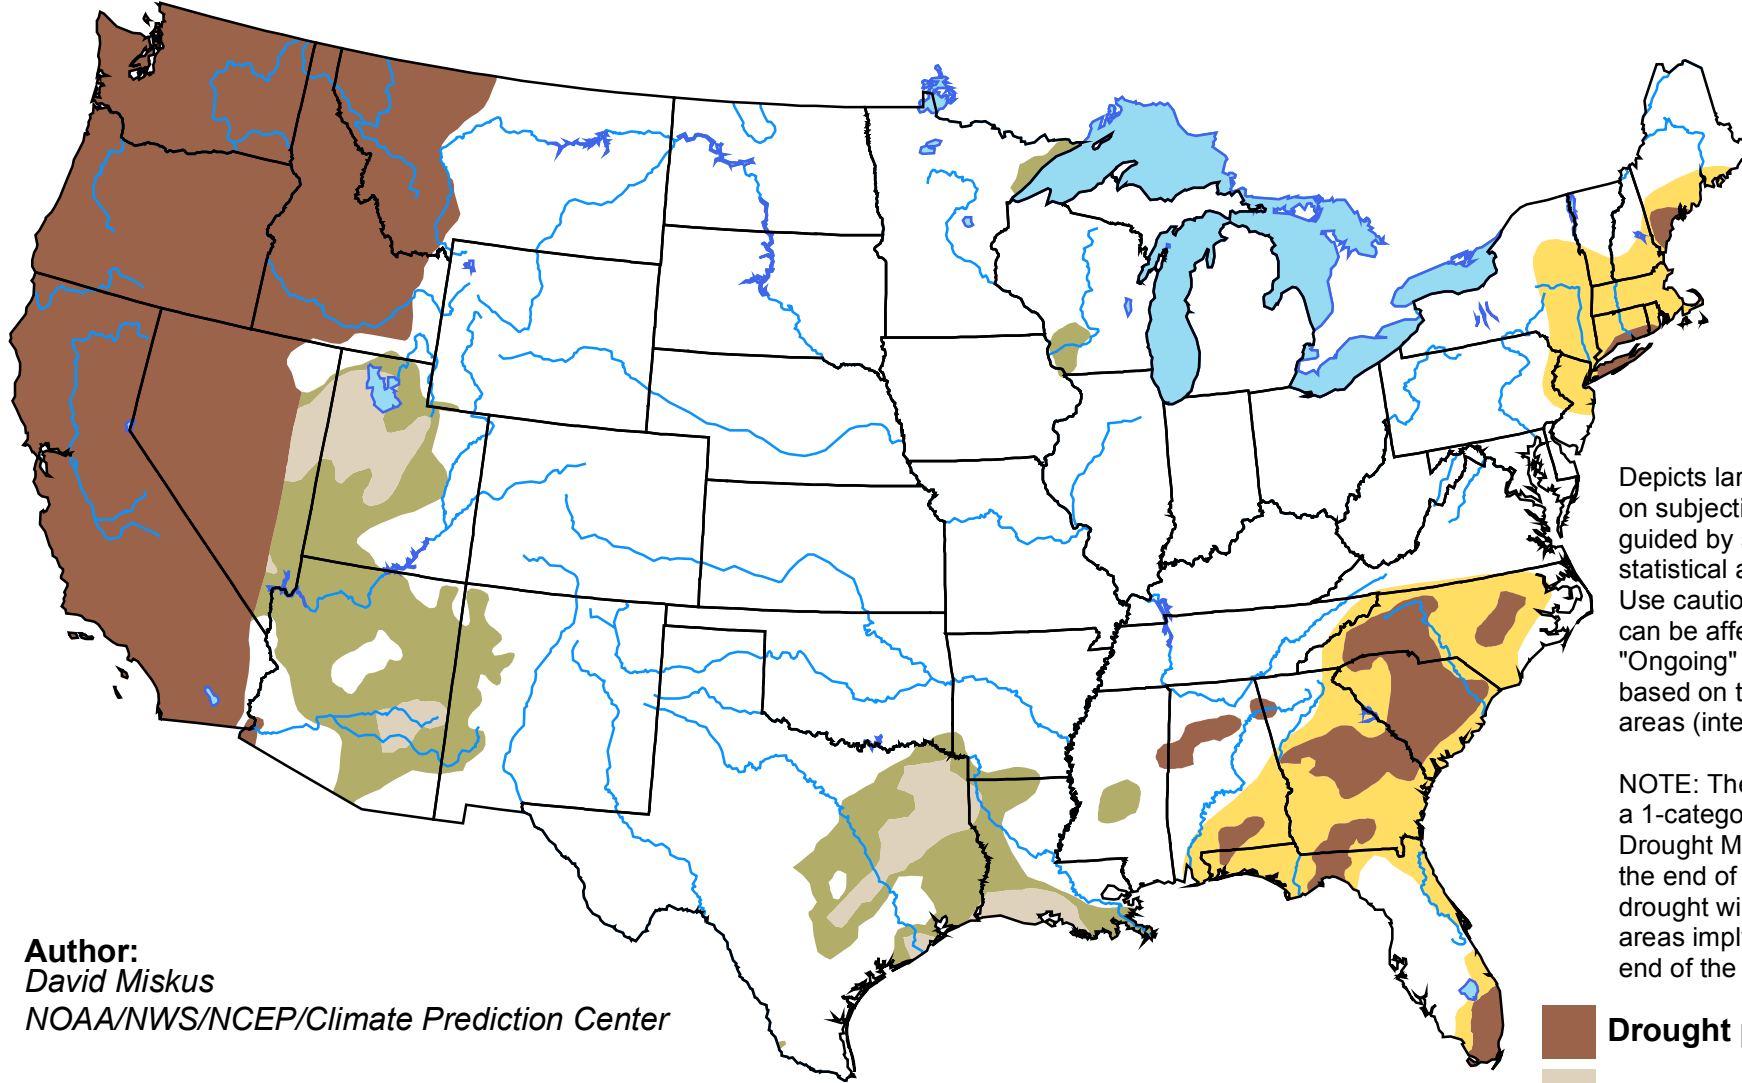 Depicts lar
on subjecti
guided by
statistical a
Use cautio
can be affe
"Ongoing"
based on t
areas (inte
NOTE: The
a 1-catego
Drought M
the end of
drought wi
areas impl
end of the
Author:
David Miskus
NOAA/NWS/NCEP/Climate Prediction Center
Drought